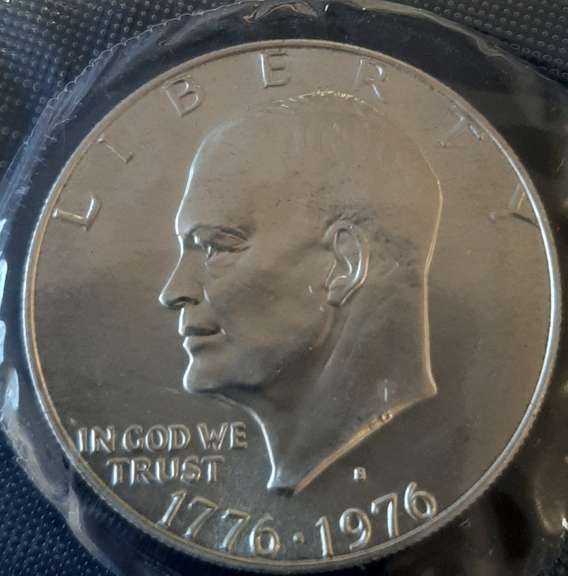 LIBERTY
IN GOD WE
TRUST
S
1776·1976